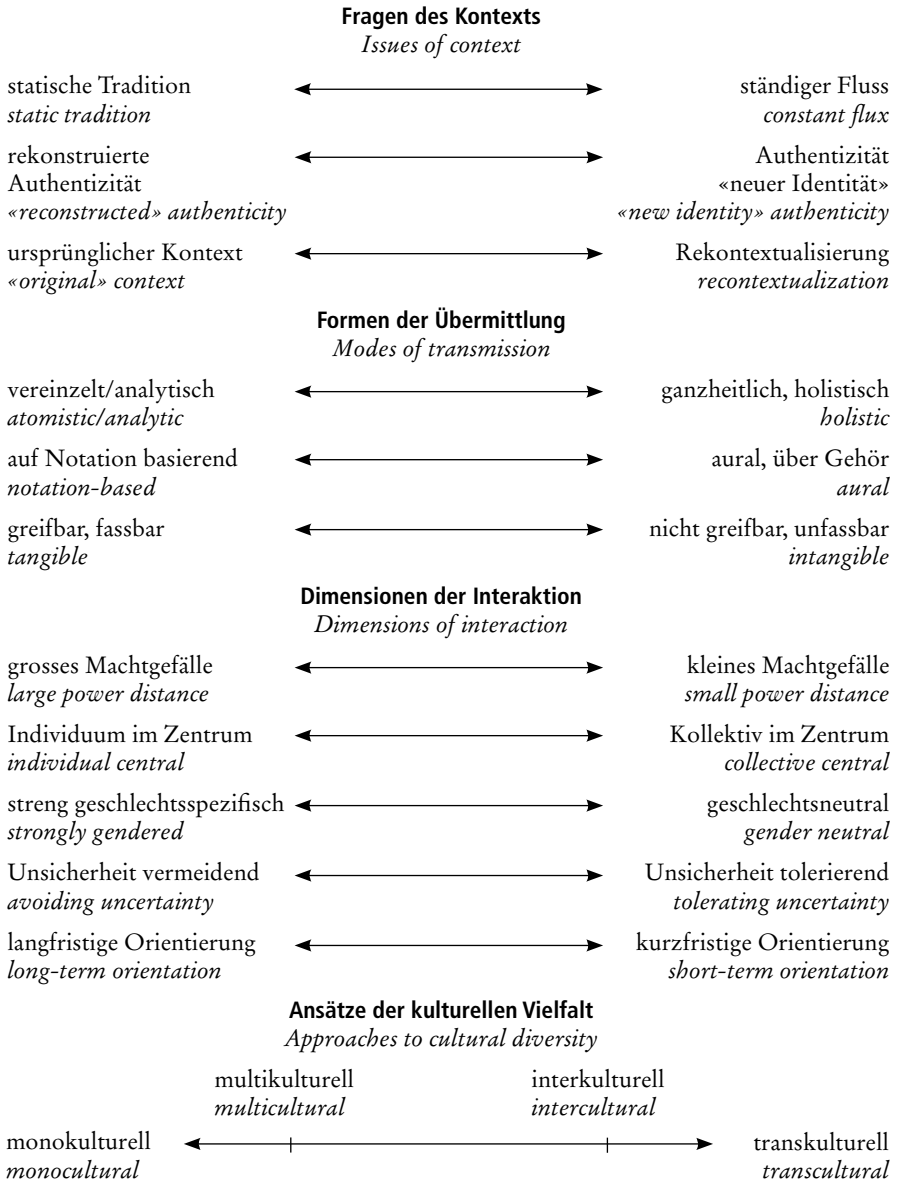 Fragen des Kontexts
Issues of context
statische Tradition ständiger Fluss
static tradition constant flux
rekonstruierte Authentizität
Authentizität «neuer Identität»
«reconstructed» authenticity «new identity» authenticity
ursprünglicher Kontext Rekontextualisierung
«original» context recontextualization
Formen der Übermittlung
Modes of transmission
vereinzelt/analytisch ganzheitlich, holistisch
atomistic/analytic holistic
auf Notation basierend aural, über Gehör
notation-based aural
greifbar, fassbar nicht greifbar, unfassbar
tangible intangible
Dimensionen der Interaktion
Dimensions of interaction
grosses Machtgefälle kleines Machtgefälle
large power distance small power distance
Individuum im Zentrum Kollektiv im Zentrum
individual central collective central
streng geschlechtsspezifisch geschlechtsneutral
strongly gendered gender neutral
Unsicherheit vermeidend Unsicherheit tolerierend
avoiding uncertainty tolerating uncertainty
langfristige Orientierung kurzfristige Orientierung
long-term orientation short-term orientation
Ansätze der kulturellen Vielfalt
Approaches to cultural diversity
multikulturell interkulturell
multicultural intercultural
monokulturell transkulturell
monocultural transcultural